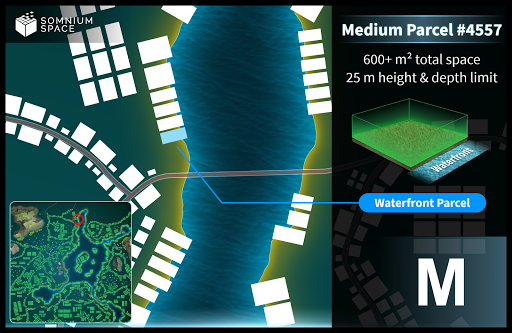 SOMNIUM
SPACE
Medium Parcel #4557
600+ m² total space
25 m height & depth limit
Waterfront
Waterfront Parcel
M